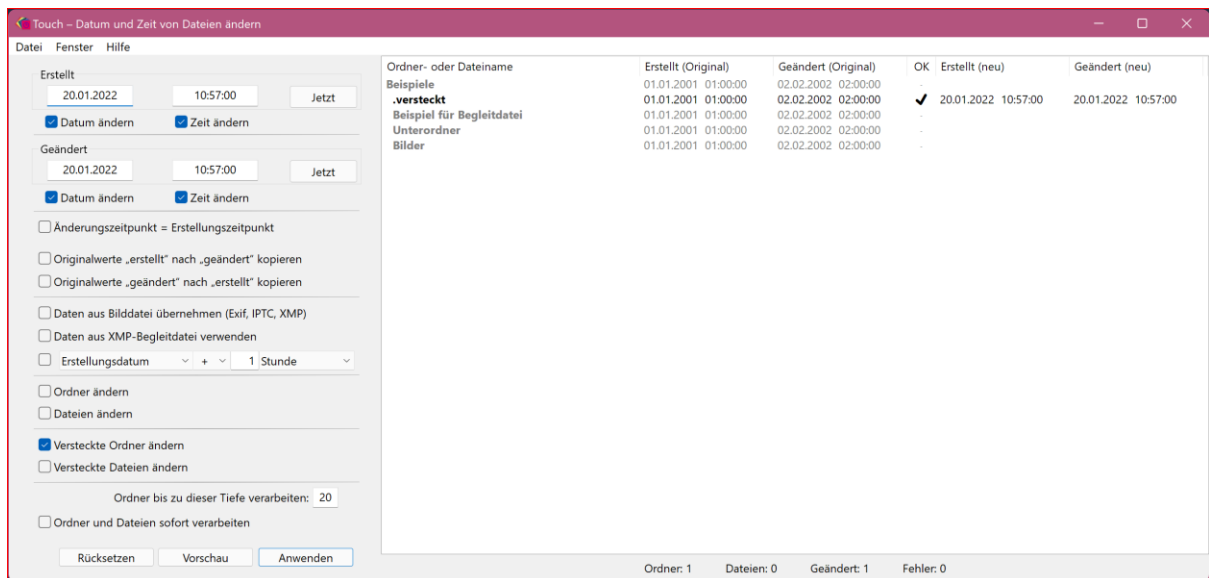 Touch – Datum und Zeit von Dateien ändern
Datei Fenster Hilfe
Erstellt
20.01.2022 10:57:00 Jetzt
Datum ändern Zeit ändern
Geändert
20.01.2022 10:57:00 Jetzt
Datum ändern Zeit ändern
Änderungszeitpunkt = Erstellungszeitpunkt
Originalwerte „erstellt“ nach „geändert“ kopieren
Originalwerte „geändert“ nach „erstellt“ kopieren
Daten aus Bilddatei übernehmen (Exif, IPTC, XMP)
Daten aus XMP-Begleitdatei verwenden
Erstellungsdatum + 1 Stunde
Ordner ändern
Dateien ändern
Versteckte Ordner ändern
Versteckte Dateien ändern
Ordner bis zu dieser Tiefe verarbeiten: 20
Ordner und Dateien sofort verarbeiten
Rücksetzen Vorschau Anwenden
Ordner- oder Dateiname Erstellt (Original) Geändert (Original) OK Erstellt (neu) Geändert (neu)
Beispiele 01.01.2001 01:00:00 02.02.2002 02:00:00 .
.versteckt 01.01.2001 01:00:00 02.02.2002 02:00:00 ✓ 20.01.2022 10:57:00 20.01.2022 10:57:00
Beispiel für Begleitdatei 01.01.2001 01:00:00 02.02.2002 02:00:00 .
Unterordner 01.01.2001 01:00:00 02.02.2002 02:00:00 .
Bilder 01.01.2001 01:00:00 02.02.2002 02:00:00 .
Ordner: 1 Dateien: 0 Geändert: 1 Fehler: 0